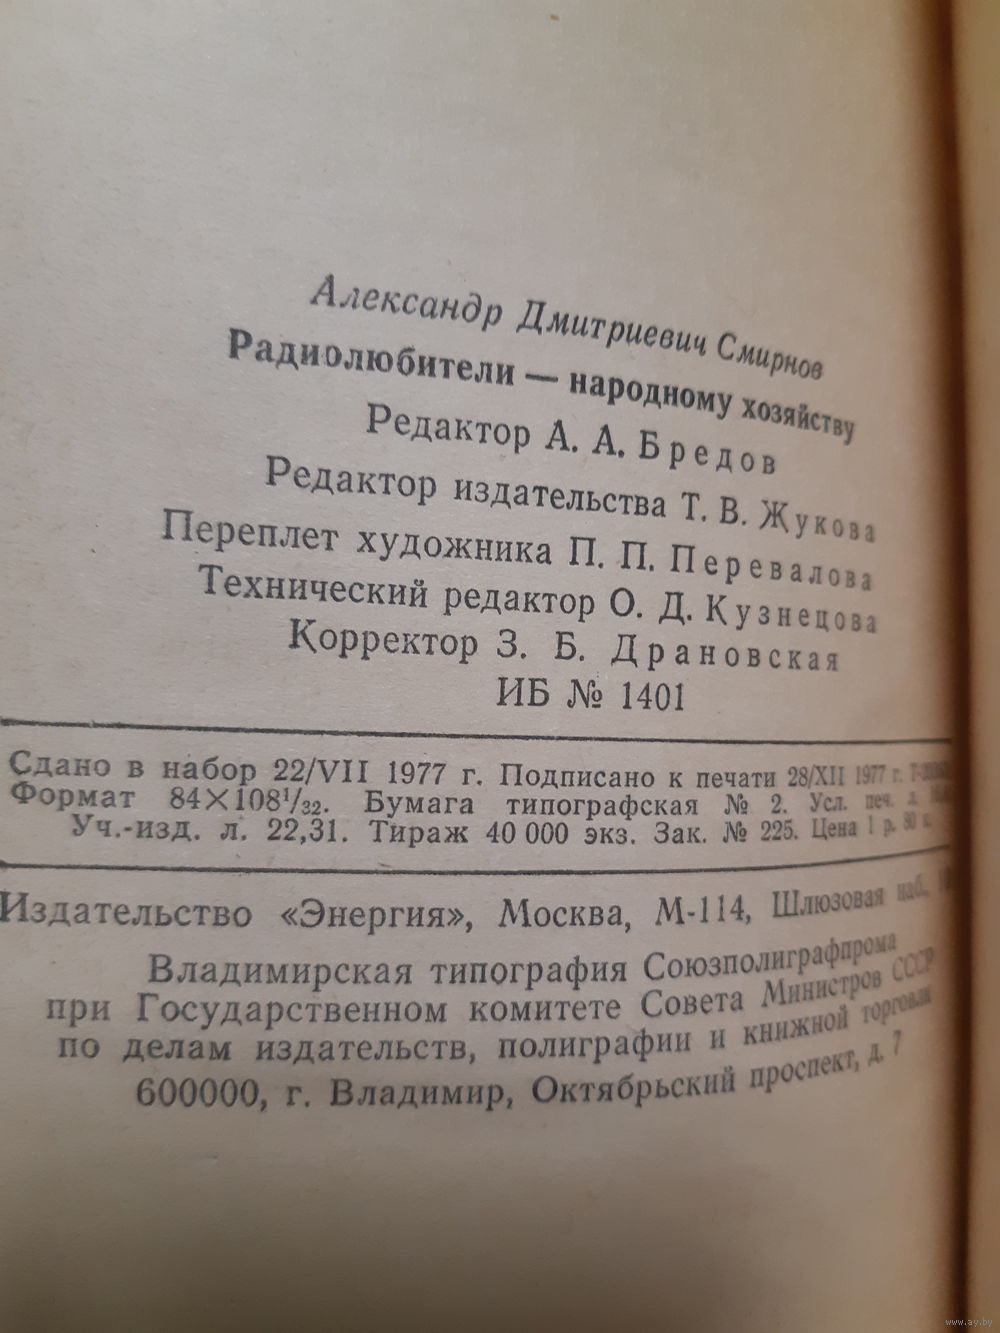 Александр Дмитриевич Смирнов
Радиолюбители — народному хозяйству
Редактор А. А. Бредов
Редактор издательства Т. В. Жукова
Переплет художника П. П. Перевалова
Технический редактор О. Д. Кузнецова
Корректор З. Б. Драновская
ИБ № 1401
Сдано в набор 22/VII 1977 г. Подписано к печати 28/XII 1977 г.
Формат 84×108¹/₃₂. Бумага типографская № 2. Усл. печ. л.
Уч.-изд. л. 22,31. Тираж 40 000 экз. Зак. № 225. Цена 1 р. 80 к.
Издательство «Энергия», Москва, М-114, Шлюзовая наб.,
Владимирская типография Союзполиграфпрома
при Государственном комитете Совета Министров СССР
по делам издательств, полиграфии и книжной торговли
600000, г. Владимир, Октябрьский проспект, д. 7
www.ay.by